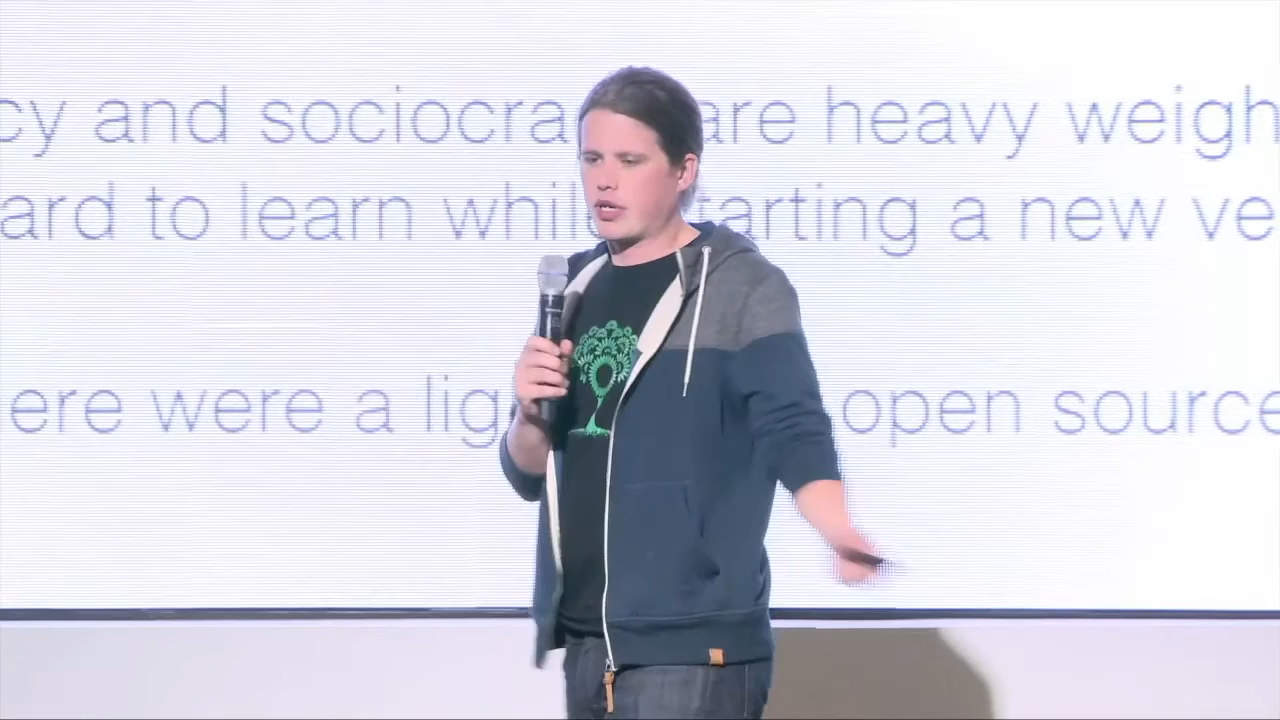 cy and sociocra are heavy weigh
ard to learn whil tarting a new ve
ere were a lig open source